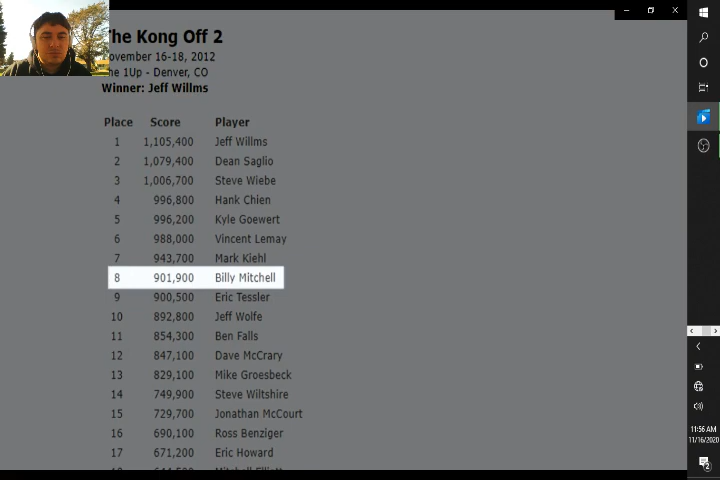 The Kong Off 2
November 16-18, 2012
The 1Up - Denver, CO
Winner: Jeff Willms
Place Score Player
1 1,105,400 Jeff Willms
2 1,079,400 Dean Saglio
3 1,006,700 Steve Wiebe
4 996,800 Hank Chien
5 996,200 Kyle Goewert
6 988,000 Vincent Lemay
7 943,700 Mark Kiehl
8 901,900 Billy Mitchell
9 900,500 Eric Tessler
10 892,800 Jeff Wolfe
11 854,300 Ben Falls
12 847,100 Dave McCrary
13 829,100 Mike Groesbeck
14 749,900 Steve Wiltshire
15 729,700 Jonathan McCourt
16 690,100 Ross Benziger
17 671,200 Eric Howard
11:56 AM
11/16/2020
2